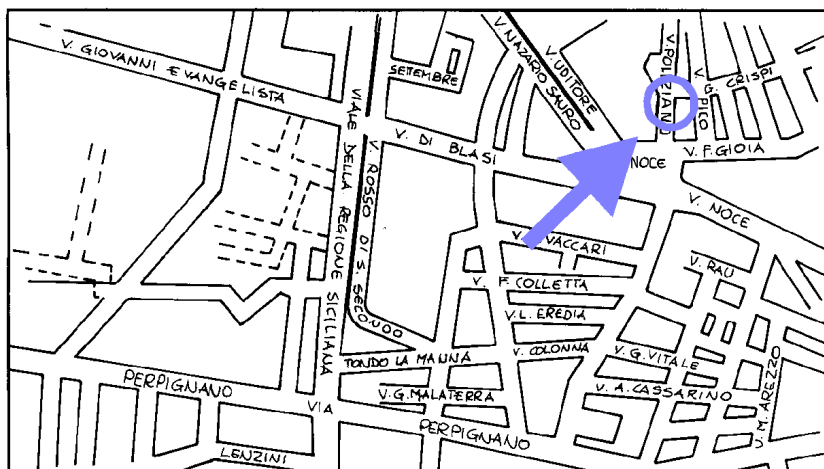 V. GIOVANNI EVANGELISTA
SETEMBRE
V. NAZARIO SAURO
V. UDITORE
V. POLIZIANO
V. G. CRISPI
PICO
V. F. GIOIA
NOCE
V. NOCE
V. DI BLASI
VIALE DELLA REGIONE SICILIANA
V. ROSSO DI S. SECONDO
VACCARI
V. RAU
V. F. COLLETTA
V. L. EREDIA
V. COLONNA
TONDO LA MANNA
V. G. VITALE
V. A. CASSARINO
V. M. AREZZO
V. G. MALATERRA
PERPIGNANO
VIA
PERPIGNANO
LENZINI